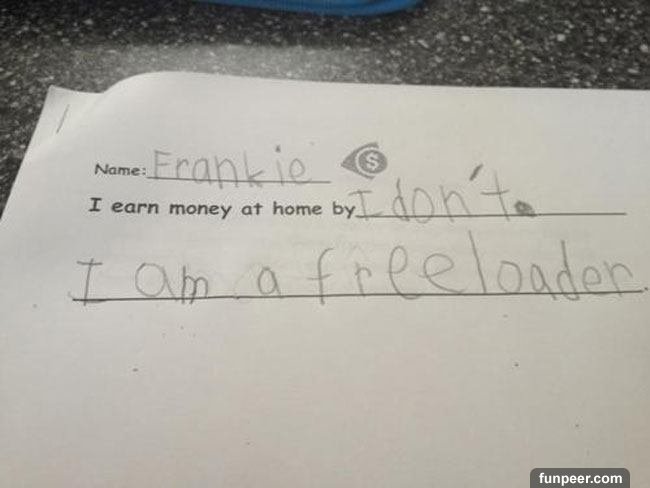 Name: Frankie $
I earn money at home by I don't.
I am a freeloader.
funpeer.com